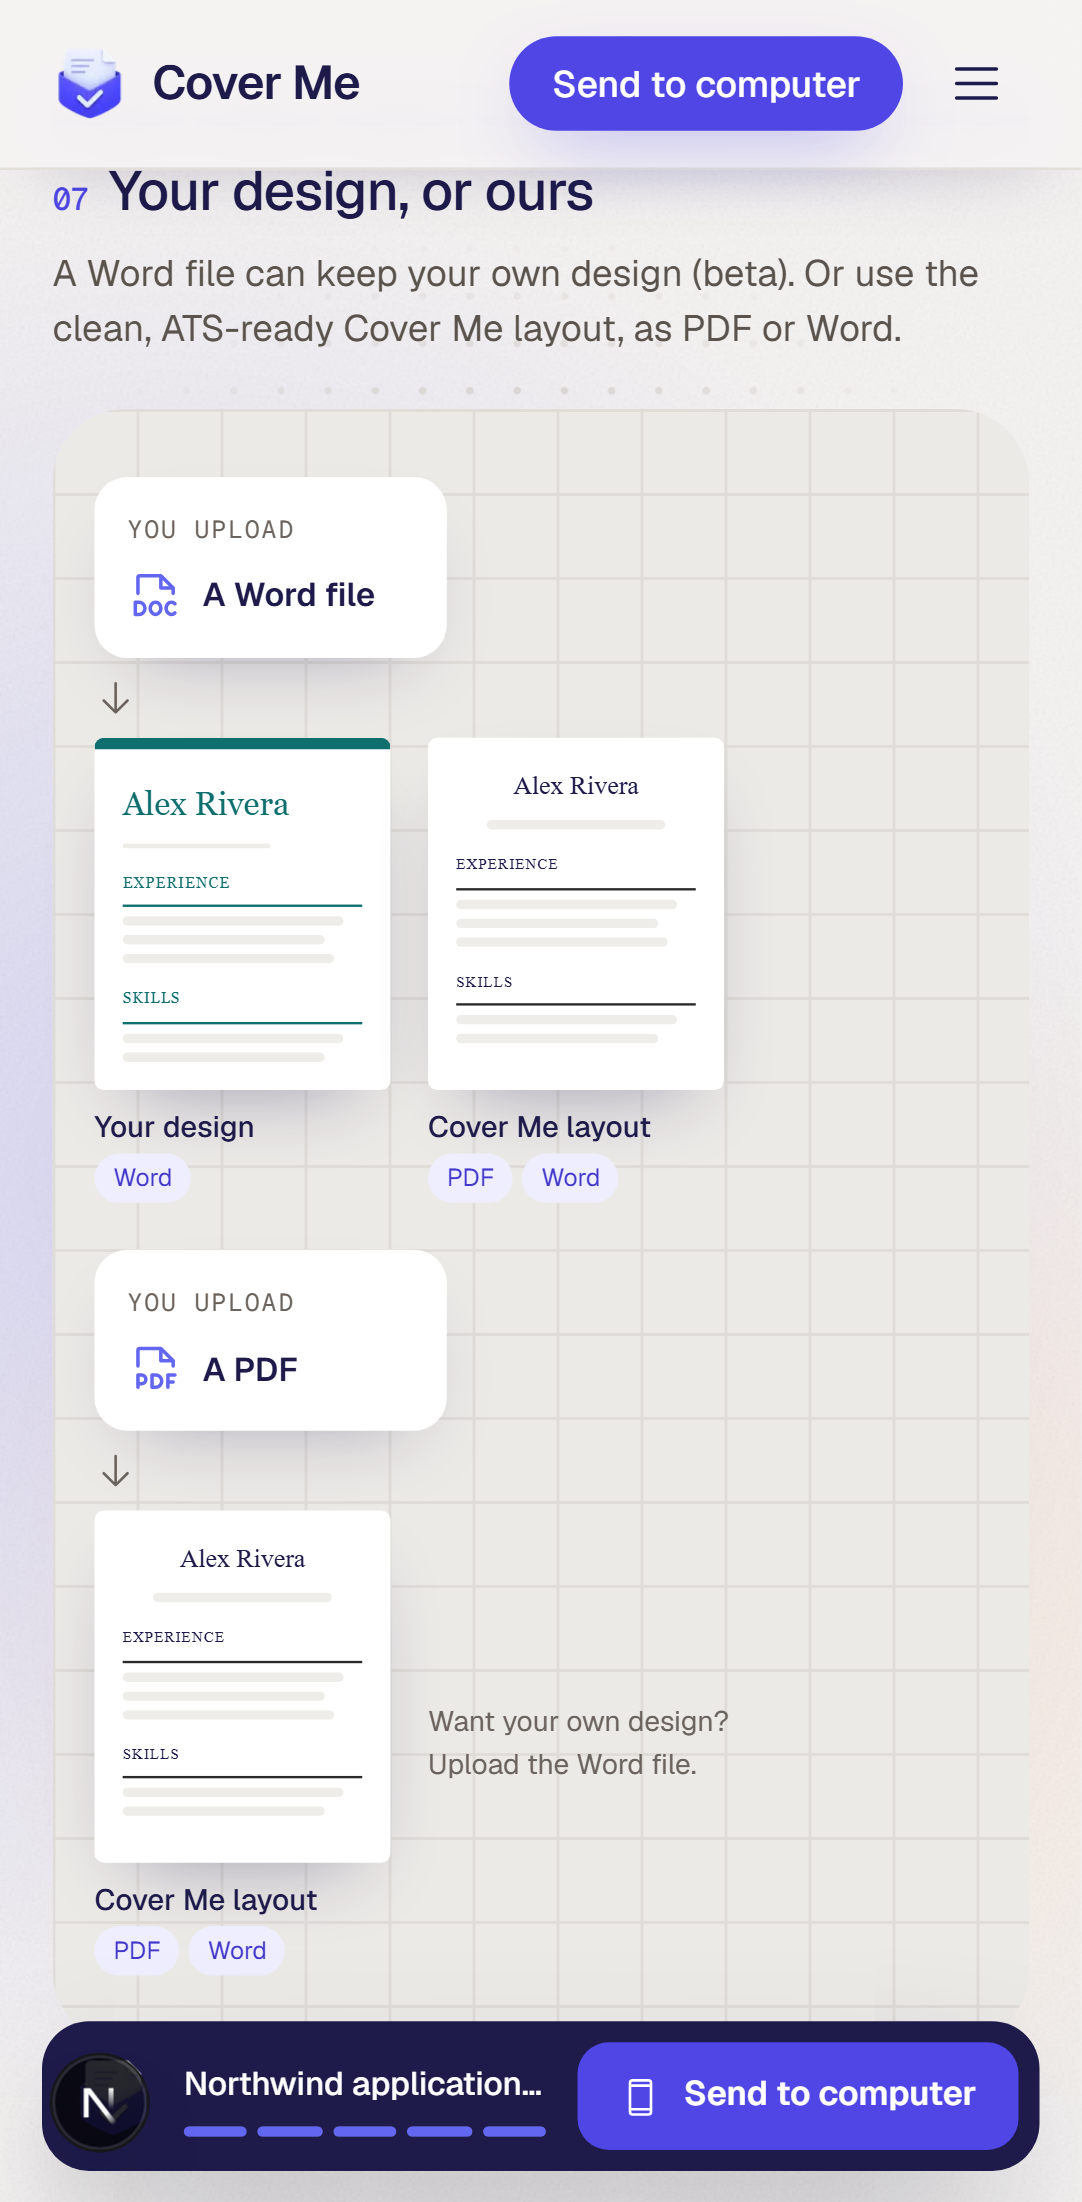 Cover Me
Send to computer
07 Your design, or ours
A Word file can keep your own design (beta). Or use the
clean, ATS-ready Cover Me layout, as PDF or Word.
YOU UPLOAD
DOC A Word file
Alex Rivera
EXPERIENCE
SKILLS
Your design
Word
Alex Rivera
EXPERIENCE
SKILLS
Cover Me layout
PDF Word
YOU UPLOAD
PDF A PDF
Alex Rivera
EXPERIENCE
SKILLS
Want your own design?
Upload the Word file.
Cover Me layout
PDF Word
N
Northwind application...
Send to computer